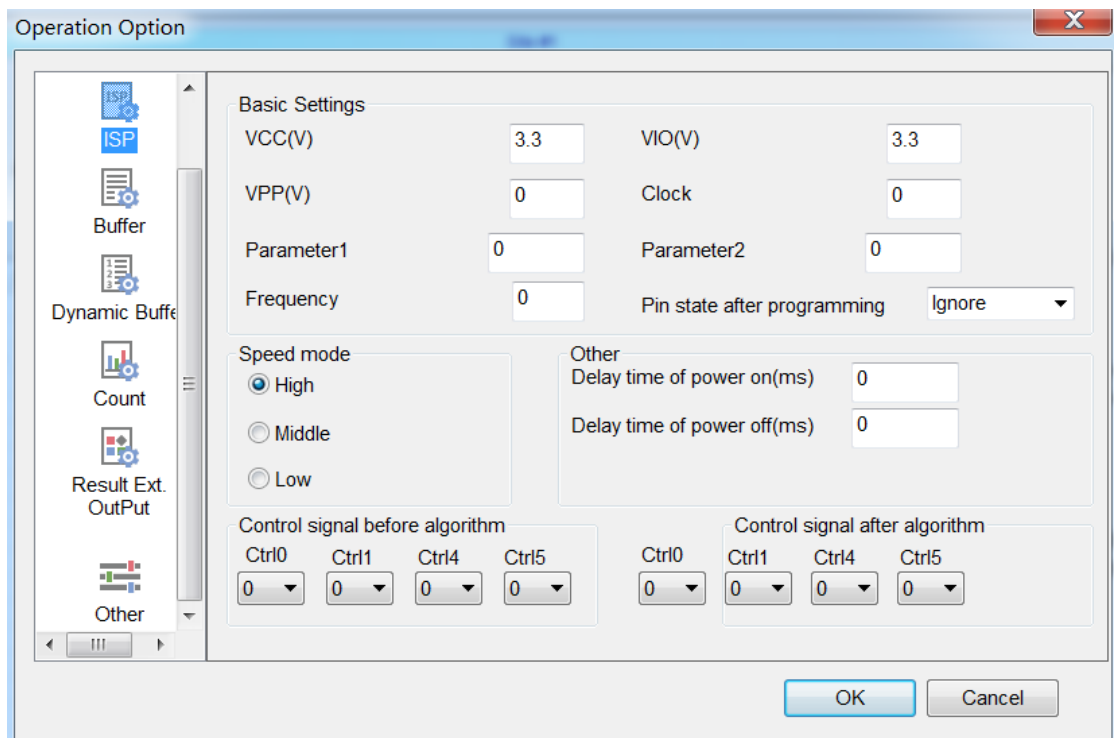 Operation Option
ISP
Buffer
Dynamic Buffe
Count
Result Ext.
OutPut
Other
Basic Settings
VCC(V) 3.3 VIO(V) 3.3
VPP(V) 0 Clock 0
Parameter1 0 Parameter2 0
Frequency 0 Pin state after programming Ignore
Speed mode
High
Middle
Low
Other
Delay time of power on(ms) 0
Delay time of power off(ms) 0
Control signal before algorithm
Ctrl0 Ctrl1 Ctrl4 Ctrl5
0 0 0 0
Control signal after algorithm
Ctrl0 Ctrl1 Ctrl4 Ctrl5
0 0 0 0
OK Cancel